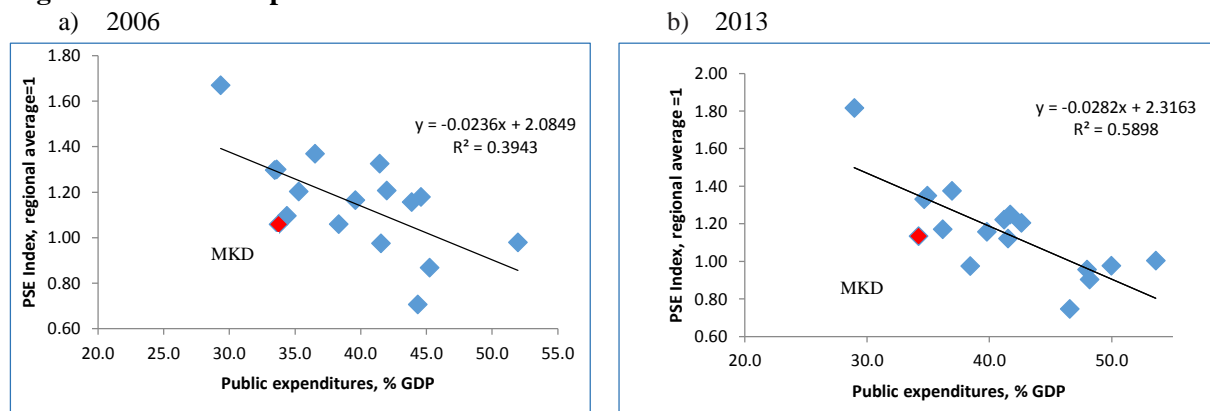 a) 2006
b) 2013
PSE Index, regional average=1
1.80
1.60
1.40
1.20
1.00
0.80
0.60
y = -0.0236x + 2.0849
R² = 0.3943
MKD
20.0 25.0 30.0 35.0 40.0 45.0 50.0 55.0
Public expenditures, % GDP
PSE Index, regional average =1
2.00
1.80
1.60
1.40
1.20
1.00
0.80
0.60
y = -0.0282x + 2.3163
R² = 0.5898
MKD
20.0 30.0 40.0 50.0
Public expenditures, % GDP